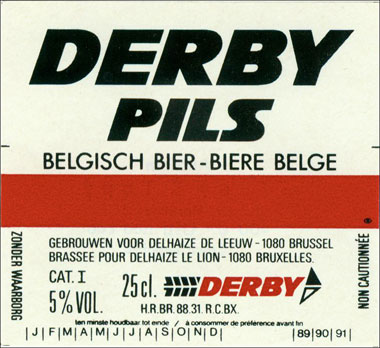 DERBY
PILS
BELGISCH BIER - BIERE BELGE
ZONDER WAARBORG
NON CAUTIONNÉE
GEBROUWEN VOOR DELHAIZE DE LEEUW - 1080 BRUSSEL
BRASSEE POUR DELHAIZE LE LION - 1080 BRUXELLES.
CAT. I
5% VOL.
25 cl. DERBY
H.R.BR. 88.31. R.C.BX.
ten minste houdbaar tot einde / à consommer de préférence avant fin
|J|F|M|A|M|J|J|A|S|O|N|D| |89|90|91|